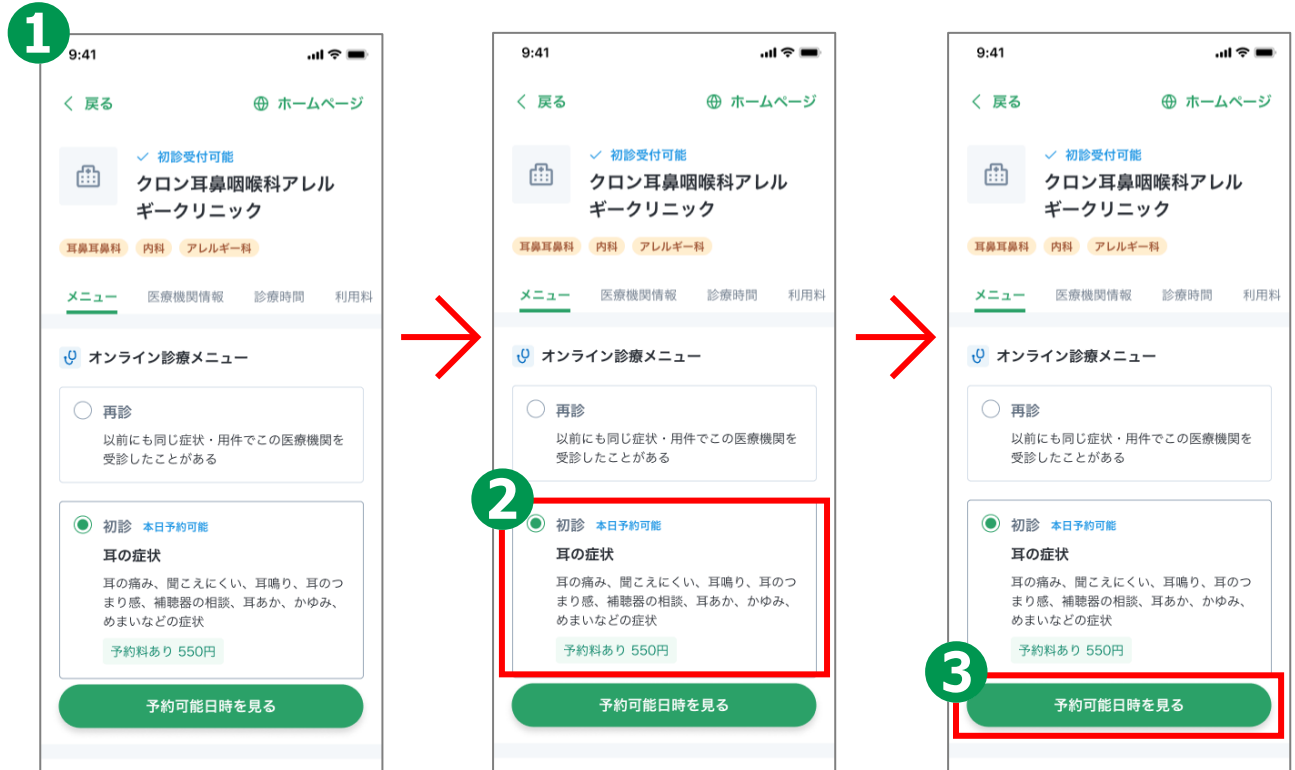 1
9:41
戻る
ホームページ
初診受付可能
クロン耳鼻咽喉科アレル
ギークリニック
耳鼻耳鼻科
内科
アレルギー科
メニュー
医療機関情報
診療時間
利用料
オンライン診療メニュー
再診
以前にも同じ症状・用件でこの医療機関を
受診したことがある
初診 本日予約可能
耳の症状
耳の痛み、聞こえにくい、耳鳴り、耳のつ
まり感、補聴器の相談、耳あか、かゆみ、
めまいなどの症状
予約料あり 550円
予約可能日時を見る
9:41
戻る
ホームページ
初診受付可能
クロン耳鼻咽喉科アレル
ギークリニック
耳鼻耳鼻科
内科
アレルギー科
メニュー
医療機関情報
診療時間
利用料
オンライン診療メニュー
再診
以前にも同じ症状・用件でこの医療機関を
受診したことがある
2
初診 本日予約可能
耳の症状
耳の痛み、聞こえにくい、耳鳴り、耳のつ
まり感、補聴器の相談、耳あか、かゆみ、
めまいなどの症状
予約料あり 550円
予約可能日時を見る
9:41
戻る
ホームページ
初診受付可能
クロン耳鼻咽喉科アレル
ギークリニック
耳鼻耳鼻科
内科
アレルギー科
メニュー
医療機関情報
診療時間
利用料
オンライン診療メニュー
再診
以前にも同じ症状・用件でこの医療機関を
受診したことがある
初診 本日予約可能
耳の症状
耳の痛み、聞こえにくい、耳鳴り、耳のつ
まり感、補聴器の相談、耳あか、かゆみ、
めまいなどの症状
予約料あり 550円
3
予約可能日時を見る